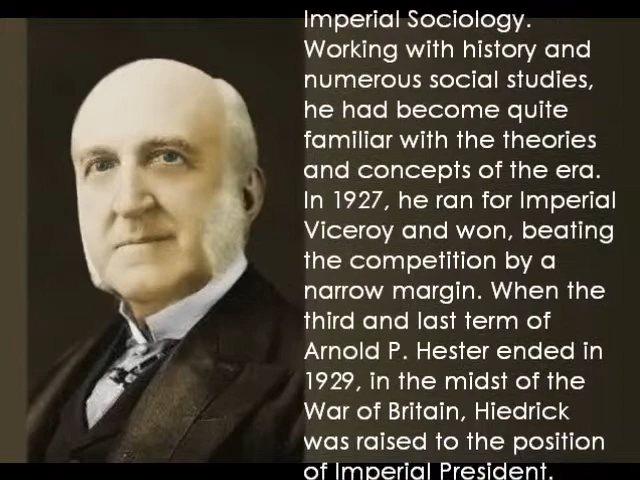 Imperial Sociology.
Working with history and
numerous social studies,
he had become quite
familiar with the theories
and concepts of the era.
In 1927, he ran for Imperial
Viceroy and won, beating
the competition by a
narrow margin. When the
third and last term of
Arnold P. Hester ended in
1929, in the midst of the
War of Britain, Hiedrick
was raised to the position
of Imperial President.